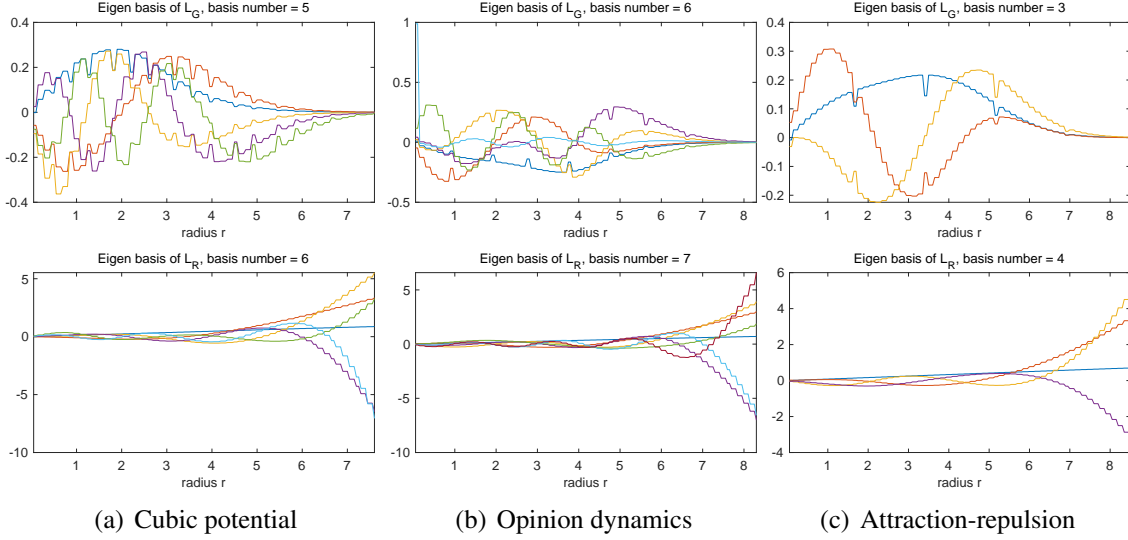 Eigen basis of L_G, basis number = 5
0.4
0.2
0
-0.2
-0.4
1 2 3 4 5 6 7
radius r
Eigen basis of L_G, basis number = 6
1
0.5
0
-0.5
1 2 3 4 5 6 7 8
radius r
Eigen basis of L_G, basis number = 3
0.4
0.3
0.2
0.1
0
-0.1
-0.2
1 2 3 4 5 6 7 8
radius r
Eigen basis of L_R, basis number = 6
5
0
-5
-10
1 2 3 4 5 6 7
radius r
Eigen basis of L_R, basis number = 7
5
0
-5
-10
1 2 3 4 5 6 7 8
radius r
Eigen basis of L_R, basis number = 4
6
4
2
0
-2
-4
1 2 3 4 5 6 7 8
radius r
(a) Cubic potential
(b) Opinion dynamics
(c) Attraction-repulsion